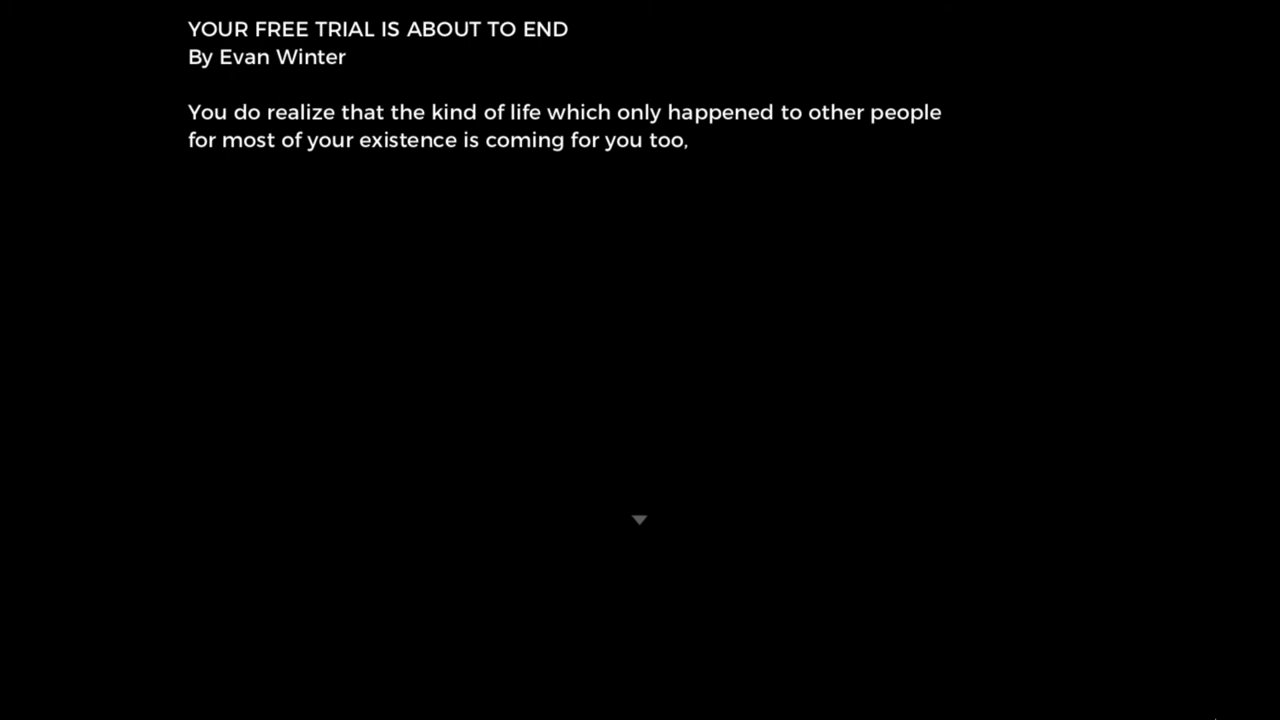 YOUR FREE TRIAL IS ABOUT TO END
By Evan Winter
You do realize that the kind of life which only happened to other people
for most of your existence is coming for you too,